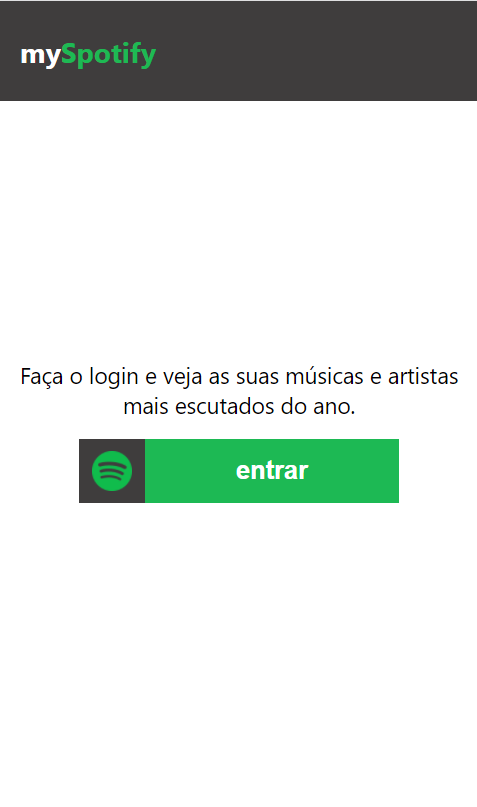 mySpotify
Faça o login e veja as suas músicas e artistas
mais escutados do ano.
entrar